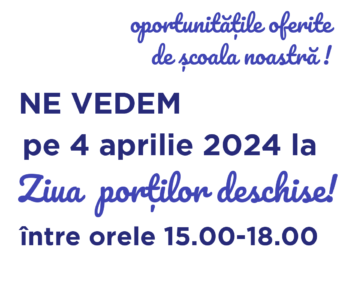 oportunitățile oferite
de școala noastră!
NE VEDEM
pe 4 aprilie 2024 la
Ziua porților deschise!
între orele 15.00-18.00